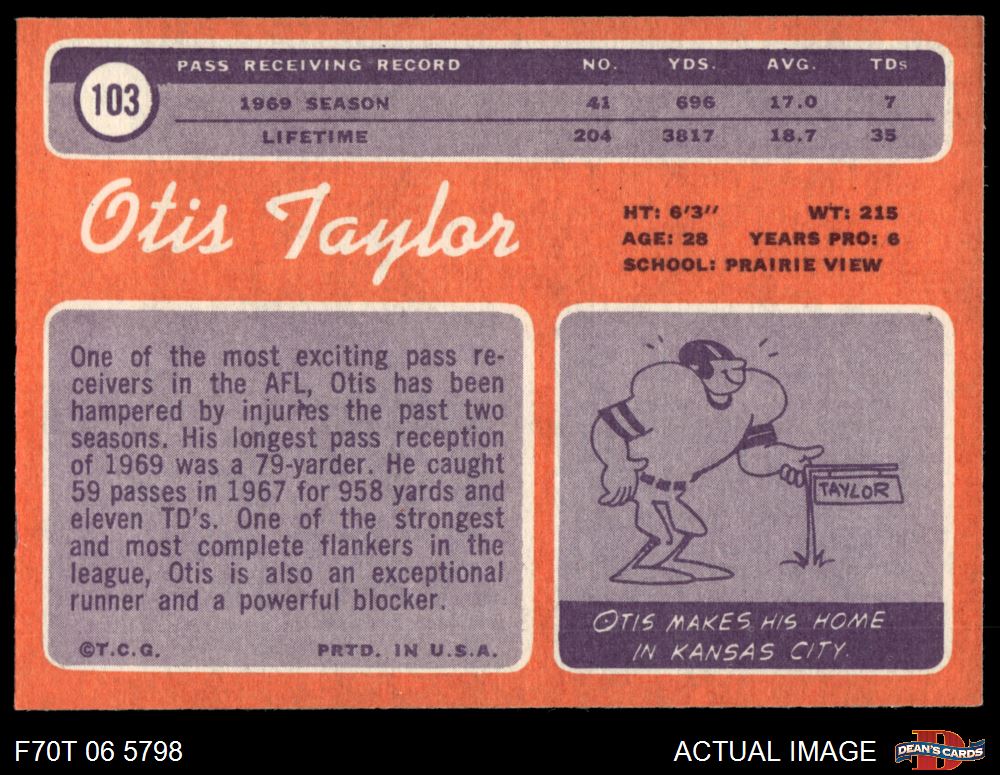 103
PASS RECEIVING RECORD NO. YDS. AVG. TDs
1969 SEASON 41 696 17.0 7
LIFETIME 204 3817 18.7 35
Otis Taylor
HT: 6'3" WT: 215
AGE: 28 YEARS PRO: 6
SCHOOL: PRAIRIE VIEW
One of the most exciting pass re-
ceivers in the AFL, Otis has been
hampered by injuries the past two
seasons. His longest pass reception
of 1969 was a 79-yarder. He caught
59 passes in 1967 for 958 yards and
eleven TD's. One of the strongest
and most complete flankers in the
league, Otis is also an exceptional
runner and a powerful blocker.
©T.C.G. PRTD. IN U.S.A.
TAYLOR
OTIS MAKES HIS HOME
IN KANSAS CITY.
F70T 06 5798
ACTUAL IMAGE
D
DEAN'S CARDS